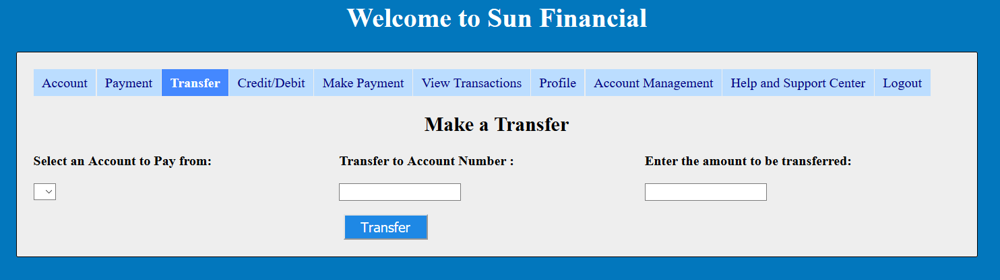 Welcome to Sun Financial
Account Payment Transfer Credit/Debit Make Payment View Transactions Profile Account Management Help and Support Center Logout
Make a Transfer
Select an Account to Pay from: Transfer to Account Number : Enter the amount to be transferred:
Transfer